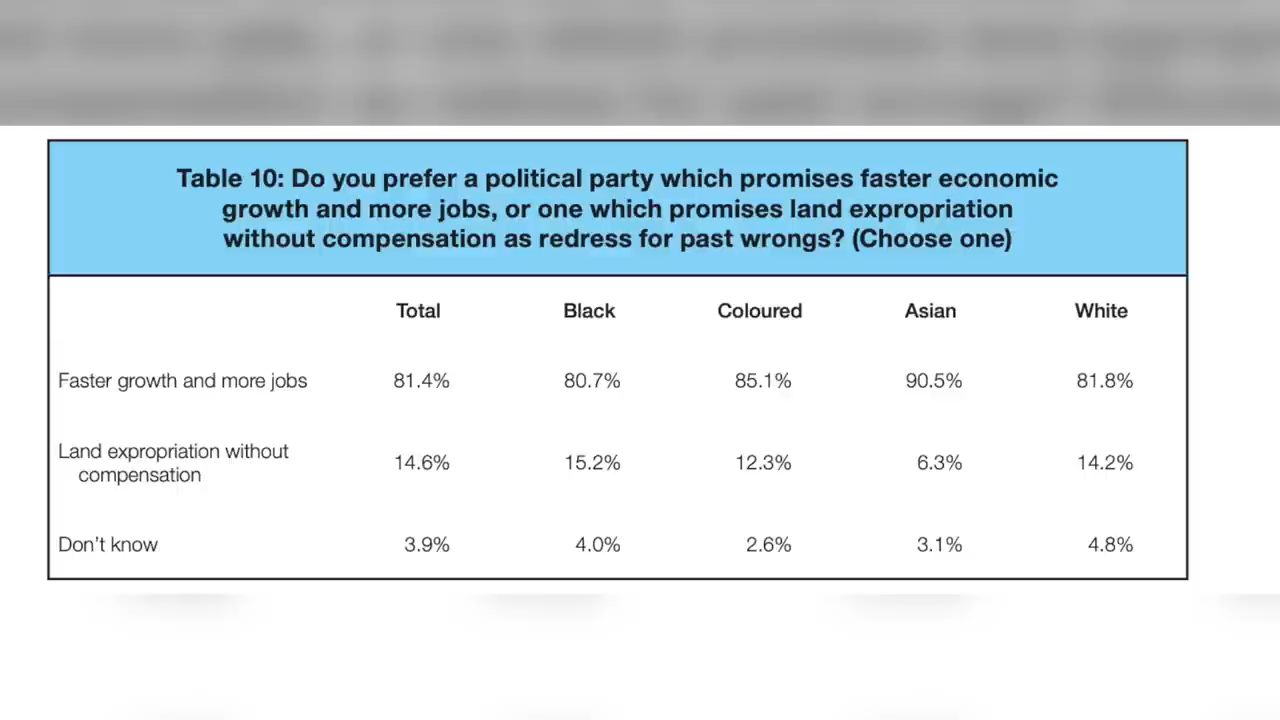 Table 10: Do you prefer a political party which promises faster economic
growth and more jobs, or one which promises land expropriation
without compensation as redress for past wrongs? (Choose one)
Total Black Coloured Asian White
Faster growth and more jobs 81.4% 80.7% 85.1% 90.5% 81.8%
Land expropriation without
compensation 14.6% 15.2% 12.3% 6.3% 14.2%
Don't know 3.9% 4.0% 2.6% 3.1% 4.8%